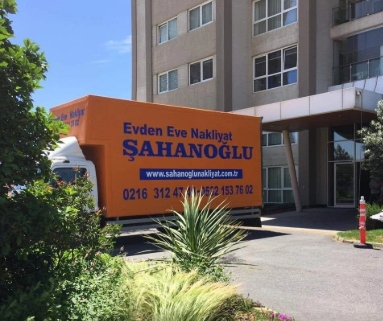 Evden Eve Nakliyat
ŞAHANOĞLU
www.sahanoglunakliyat.com.tr
0216 312 47 153 76 02